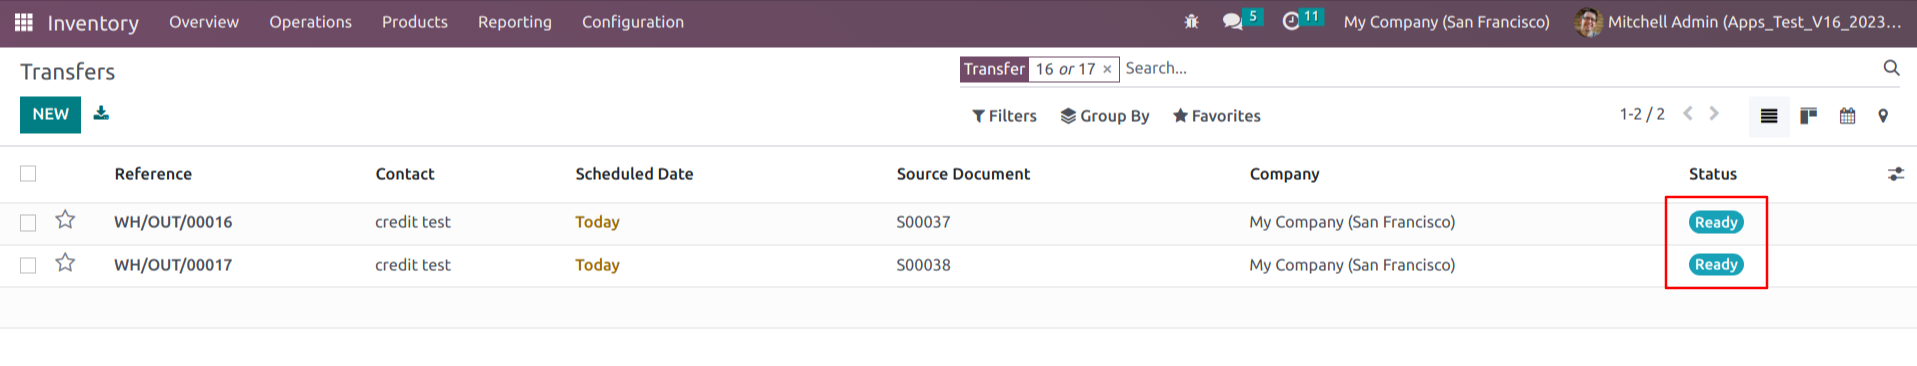 Inventory Overview Operations Products Reporting Configuration 5 11 My Company (San Francisco) Mitchell Admin (Apps_Test_V16_2023...
Transfers Transfer 16 or 17 × Search...
NEW Filters Group By Favorites 1-2 / 2
Reference Contact Scheduled Date Source Document Company Status
WH/OUT/00016 credit test Today S00037 My Company (San Francisco) Ready
WH/OUT/00017 credit test Today S00038 My Company (San Francisco) Ready